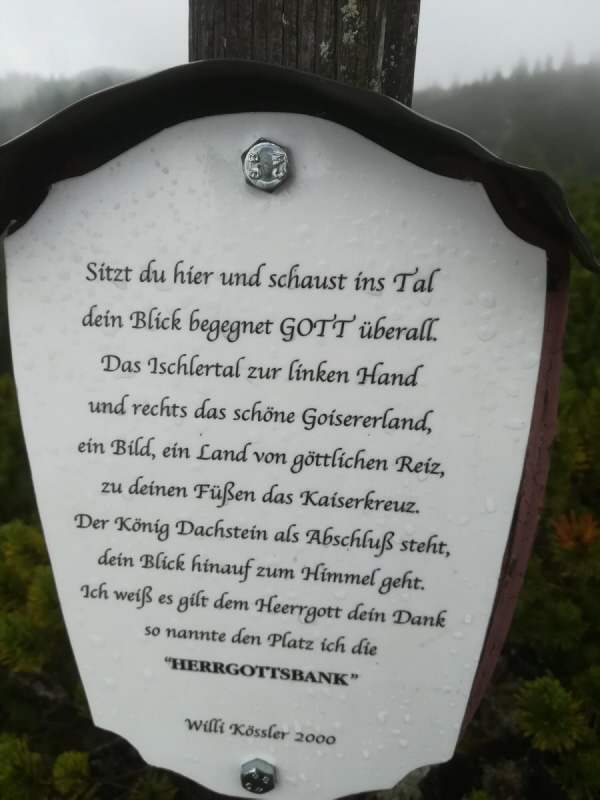 Sitzt du hier und schaust ins Tal
dein Blick begegnet GOTT überall.
Das Ischlertal zur linken Hand
und rechts das schöne Goisererland,
ein Bild, ein Land von göttlichen Reiz,
zu deinen Füßen das Kaiserkreuz.
Der König Dachstein als Abschluß steht,
dein Blick hinauf zum Himmel geht.
Ich weiß es gilt dem Heerrgott dein Dank
so nannte den Platz ich die
"HERRGOTTSBANK"
Willi Kössler 2000